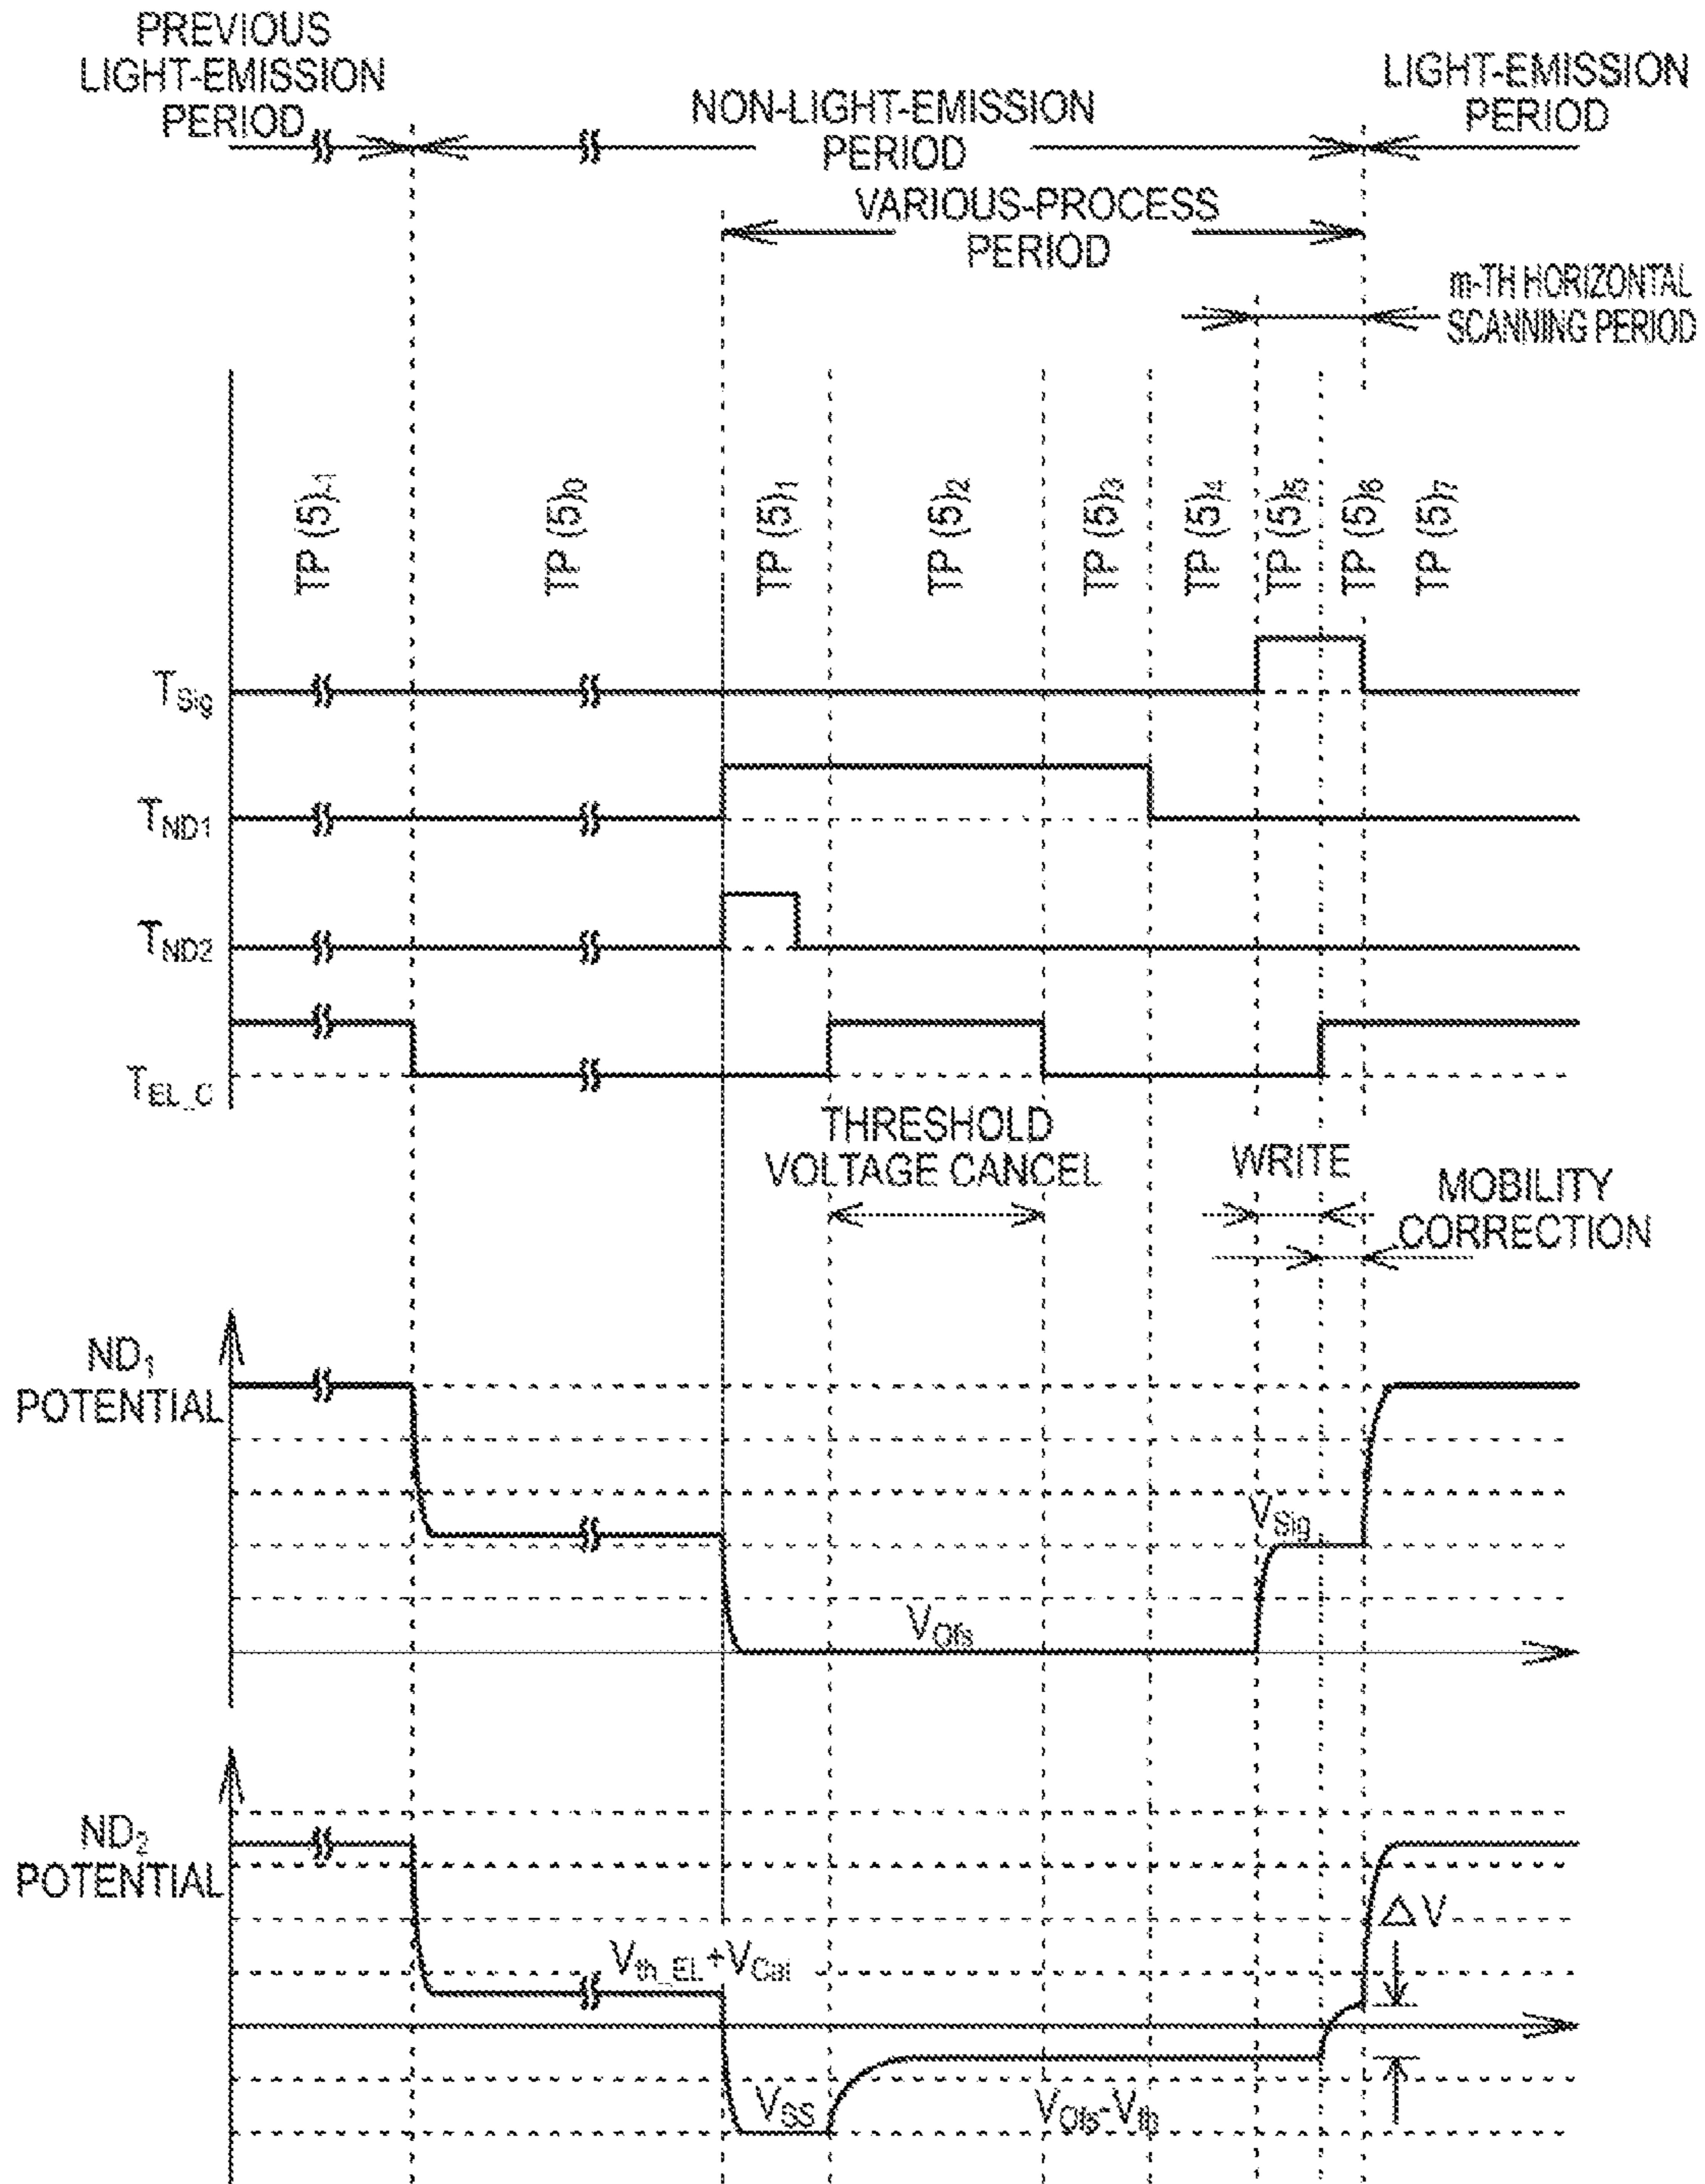 PREVIOUS
LIGHT-EMISSION
PERIOD
NON-LIGHT-EMISSION
PERIOD
LIGHT-EMISSION
PERIOD
VARIOUS-PROCESS
PERIOD
m-TH HORIZONTAL
SCANNING PERIOD
TP (5)-1
TP (5)0
TP (5)1
TP (5)2
TP (5)3
TP (5)4
TP (5)5
TP (5)6
TP (5)7
TSig
TND1
TND2
TEL_C
THRESHOLD
VOLTAGE CANCEL
WRITE
MOBILITY
CORRECTION
ND1
POTENTIAL
VSig
VOfs
ND2
POTENTIAL
ΔV
Vth_EL+VCat
VSS
VOfs-Vth